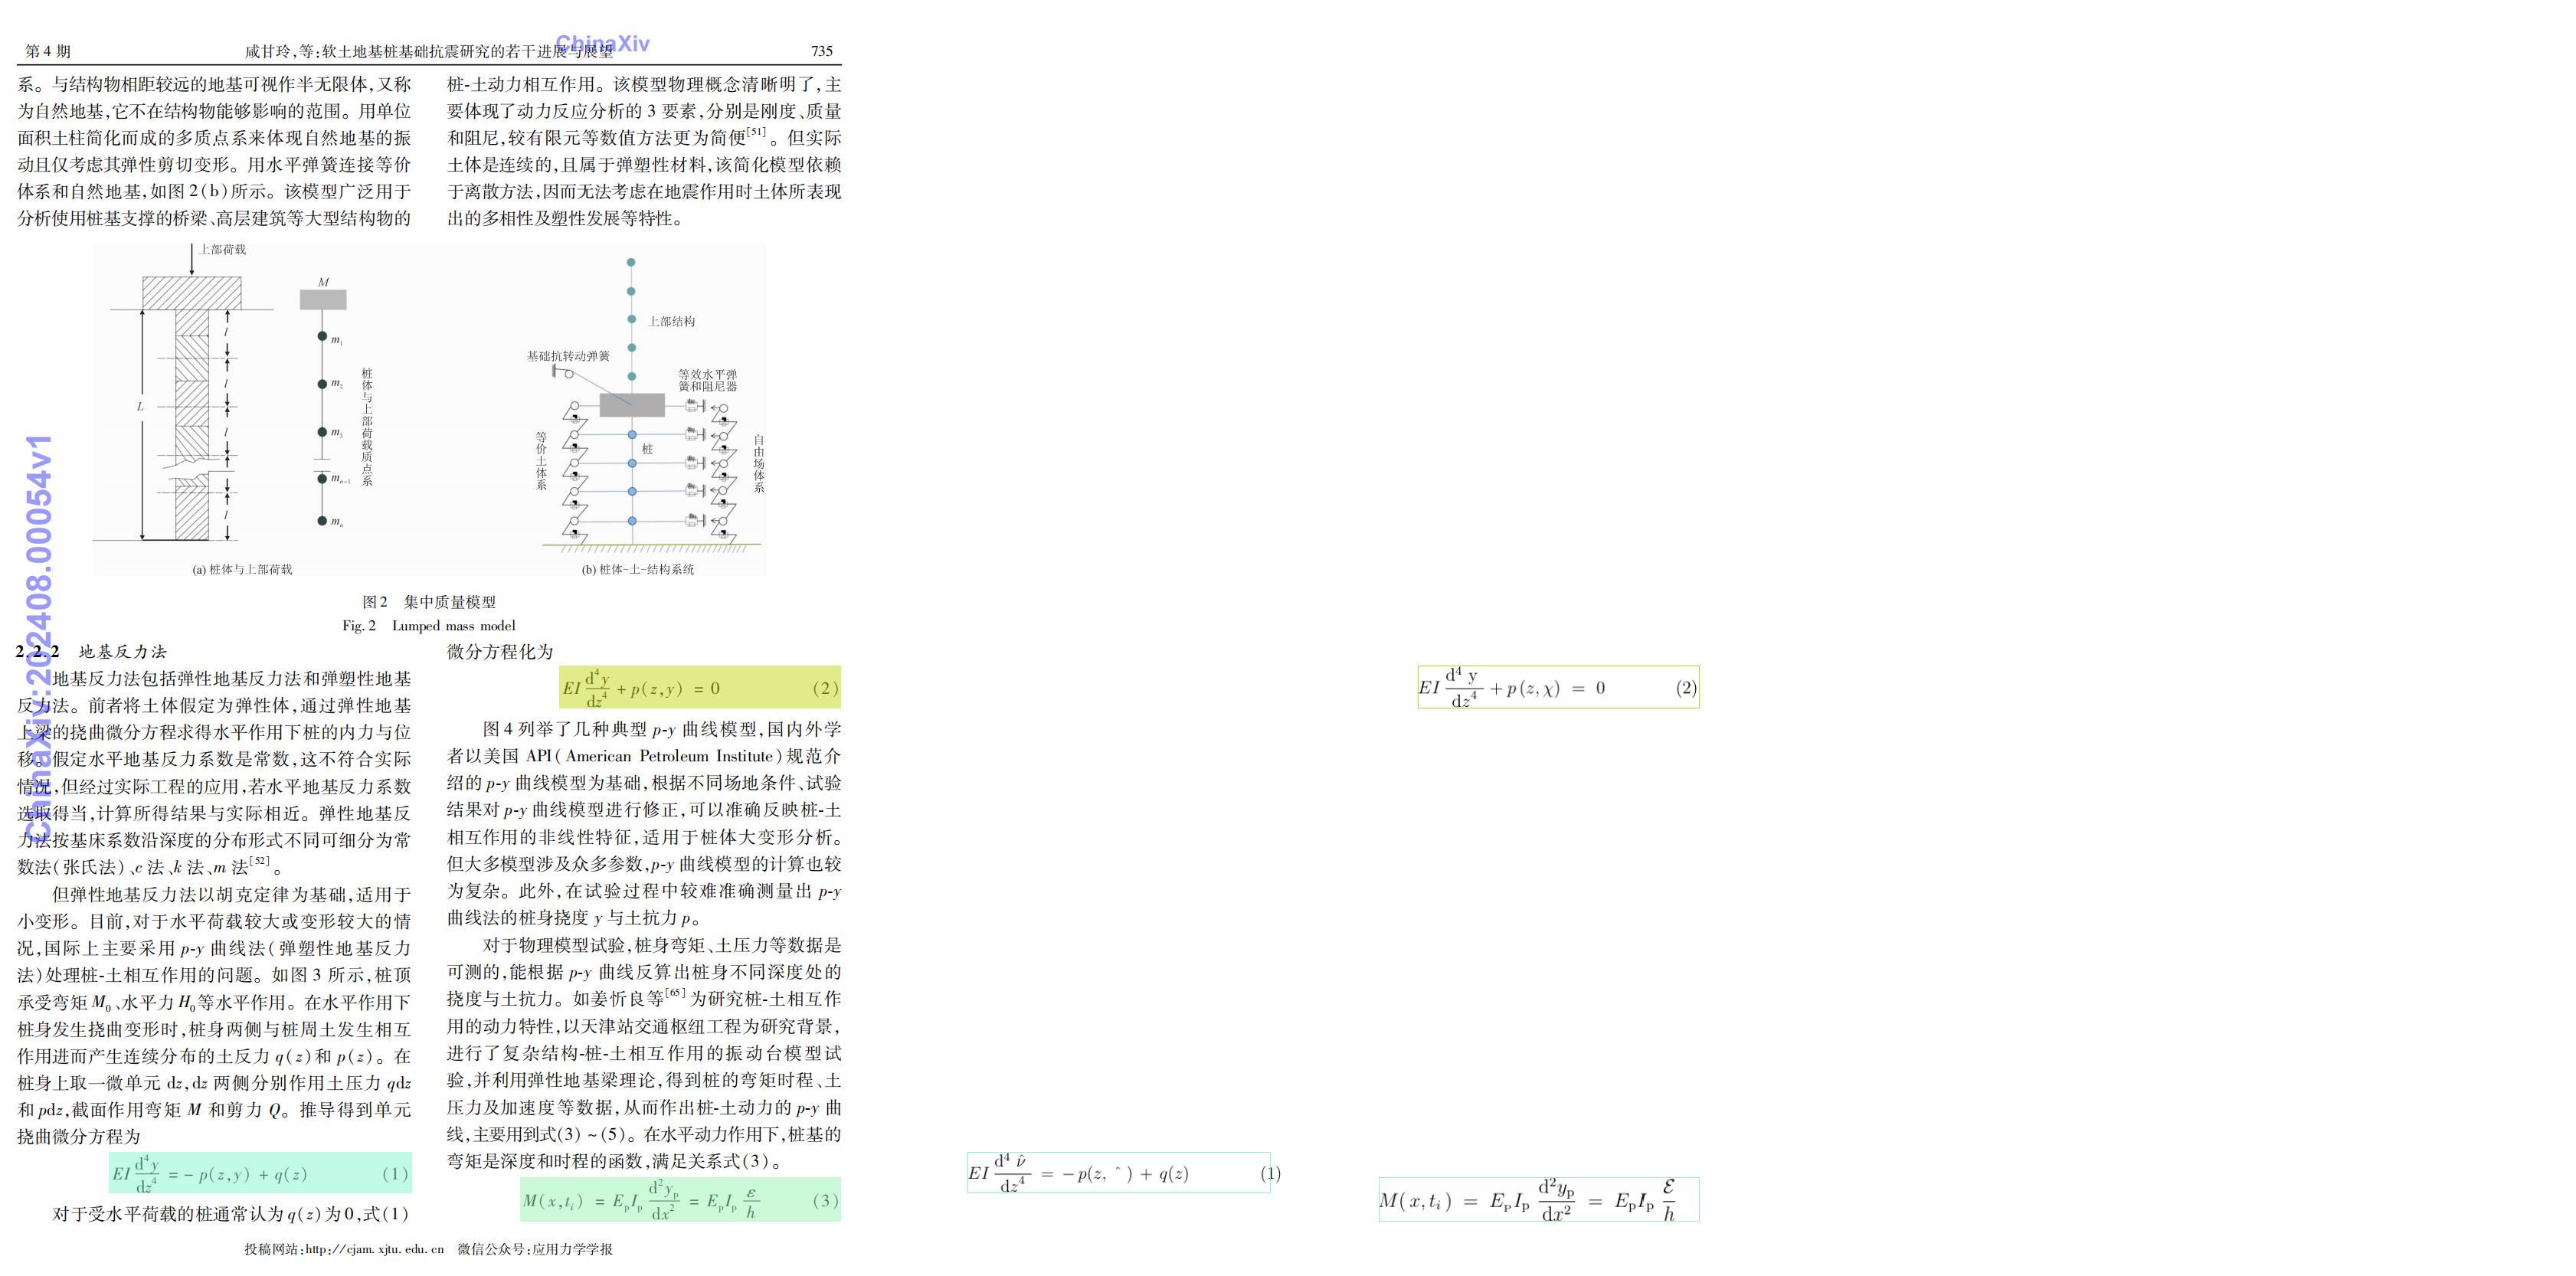 第 4 期
咸甘玲,等:软土地基桩基础抗震研究的若干进展与展望
735
ChinaXiv
系。与结构物相距较远的地基可视作半无限体,又称
为自然地基,它不在结构物能够影响的范围。用单位
面积土柱简化而成的多质点系来体现自然地基的振
动且仅考虑其弹性剪切变形。用水平弹簧连接等价
体系和自然地基,如图 2(b)所示。该模型广泛用于
分析使用桩基支撑的桥梁、高层建筑等大型结构物的
桩-土动力相互作用。该模型物理概念清晰明了,主
要体现了动力反应分析的 3 要素,分别是刚度、质量
和阻尼,较有限元等数值方法更为简便[51]。但实际
土体是连续的,且属于弹塑性材料,该简化模型依赖
于离散方法,因而无法考虑在地震作用时土体所表现
出的多相性及塑性发展等特性。
上部荷载
L
l
l
l
l
M
m₁
m₂
m₃
mₙ₋₁
mₙ
桩体与上部荷载质点系
(a) 桩体与上部荷载
上部结构
基础抗转动弹簧
等效水平弹
簧和阻尼器
等价土体系
桩
自由场体系
(b) 桩体-土-结构系统
图 2 集中质量模型
Fig. 2 Lumped mass model
chinaXiv:202408.00054v1
2.2.2 地基反力法
地基反力法包括弹性地基反力法和弹塑性地基
反力法。前者将土体假定为弹性体,通过弹性地基
上梁的挠曲微分方程求得水平作用下桩的内力与位
移。假定水平地基反力系数是常数,这不符合实际
情况,但经过实际工程的应用,若水平地基反力系数
选取得当,计算所得结果与实际相近。弹性地基反
力法按基床系数沿深度的分布形式不同可细分为常
数法(张氏法)、c 法、k 法、m 法[52]。
但弹性地基反力法以胡克定律为基础,适用于
小变形。目前,对于水平荷载较大或变形较大的情
况,国际上主要采用 p-y 曲线法(弹塑性地基反力
法)处理桩-土相互作用的问题。如图 3 所示,桩顶
承受弯矩 M₀、水平力 H₀等水平作用。在水平作用下
桩身发生挠曲变形时,桩身两侧与桩周土发生相互
作用进而产生连续分布的土反力 q(z)和 p(z)。在
桩身上取一微单元 dz,dz 两侧分别作用土压力 qdz
和 pdz,截面作用弯矩 M 和剪力 Q。推导得到单元
挠曲微分方程为
EI d⁴y/dz⁴ = - p(z,y) + q(z) (1)
对于受水平荷载的桩通常认为 q(z)为 0,式(1)
微分方程化为
EI d⁴y/dz⁴ + p(z,y) = 0 (2)
图 4 列举了几种典型 p-y 曲线模型,国内外学
者以美国 API(American Petroleum Institute)规范介
绍的 p-y 曲线模型为基础,根据不同场地条件、试验
结果对 p-y 曲线模型进行修正,可以准确反映桩-土
相互作用的非线性特征,适用于桩体大变形分析。
但大多模型涉及众多参数,p-y 曲线模型的计算也较
为复杂。此外,在试验过程中较难准确测量出 p-y
曲线法的桩身挠度 y 与土抗力 p。
对于物理模型试验,桩身弯矩、土压力等数据是
可测的,能根据 p-y 曲线反算出桩身不同深度处的
挠度与土抗力。如姜忻良等[65]为研究桩-土相互作
用的动力特性,以天津站交通枢纽工程为研究背景,
进行了复杂结构-桩-土相互作用的振动台模型试
验,并利用弹性地基梁理论,得到桩的弯矩时程、土
压力及加速度等数据,从而作出桩-土动力的 p-y 曲
线,主要用到式(3) ~ (5)。在水平动力作用下,桩基的
弯矩是深度和时程的函数,满足关系式(3)。
M(x,tᵢ) = EₚIₚ d²yₚ/dx² = EₚIₚ ε/h (3)
投稿网站:http://cjam.xjtu.edu.cn 微信公众号:应用力学学报
EI d⁴ y/dz⁴ + p(z,χ) = 0 (2)
EI d⁴ ν̂/dz⁴ = - p(z, ˆ ) + q(z) (1)
M(x,tᵢ) = EₚIₚ d²yₚ/dx² = EₚIₚ ℰ/h